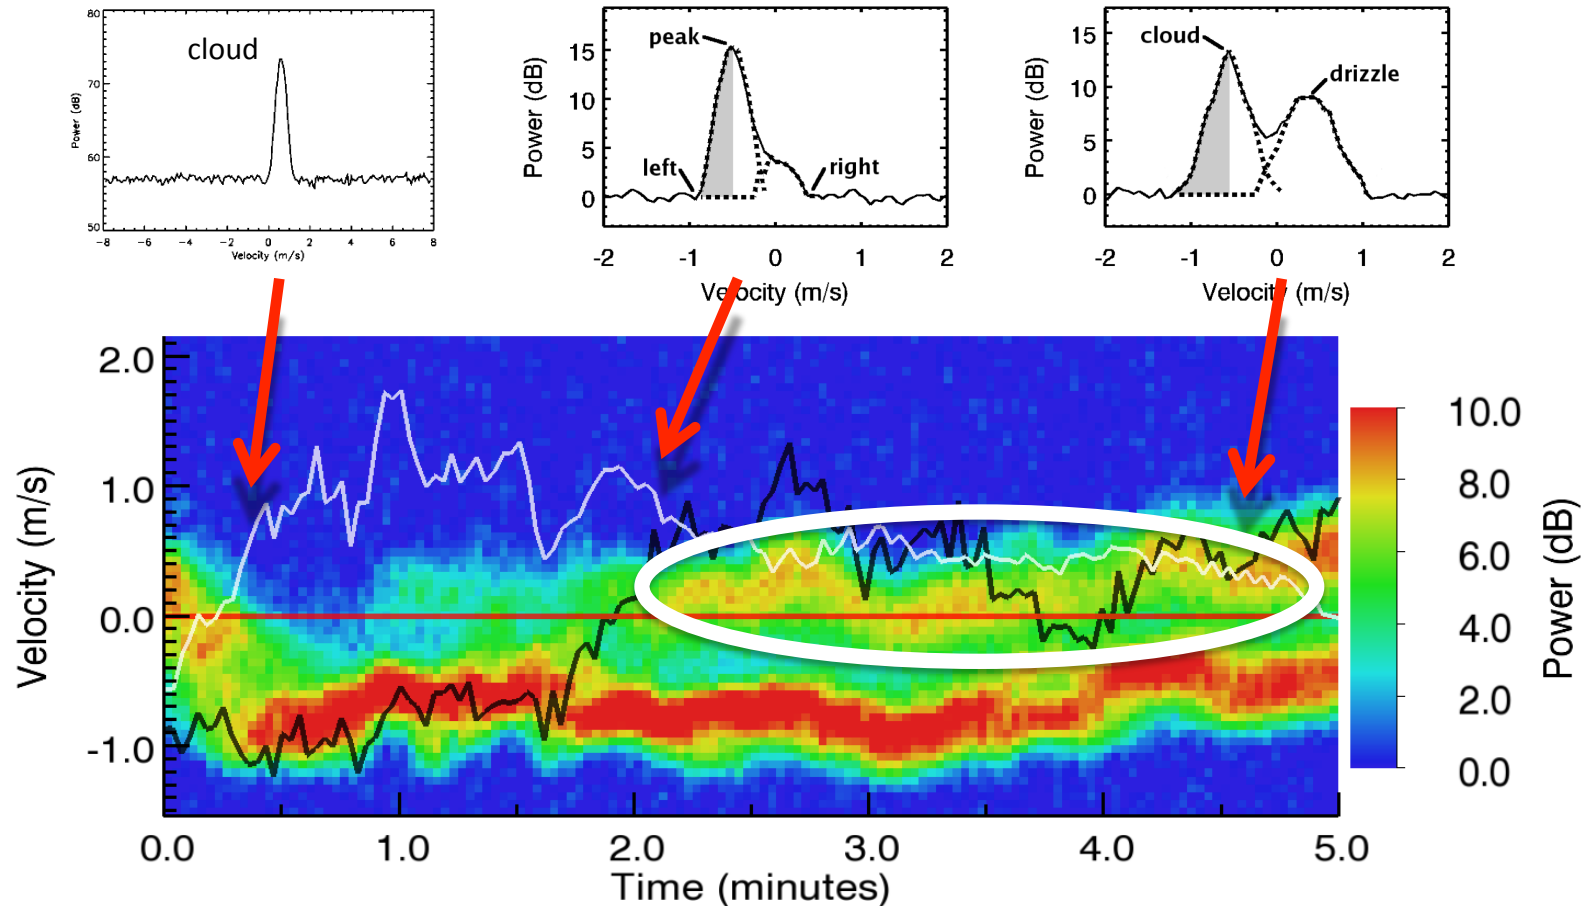 80
70
60
50
Power (dB)
cloud
-8 -6 -4 -2 0 2 4 6 8
Velocity (m/s)
15
10
5
0
Power (dB)
peak
left
right
-2 -1 0 1 2
Velocity (m/s)
15
10
5
0
Power (dB)
cloud
drizzle
-2 -1 0 1 2
Velocity (m/s)
2.0
1.0
0.0
-1.0
Velocity (m/s)
0.0 1.0 2.0 3.0 4.0 5.0
Time (minutes)
10.0
8.0
6.0
4.0
2.0
0.0
Power (dB)